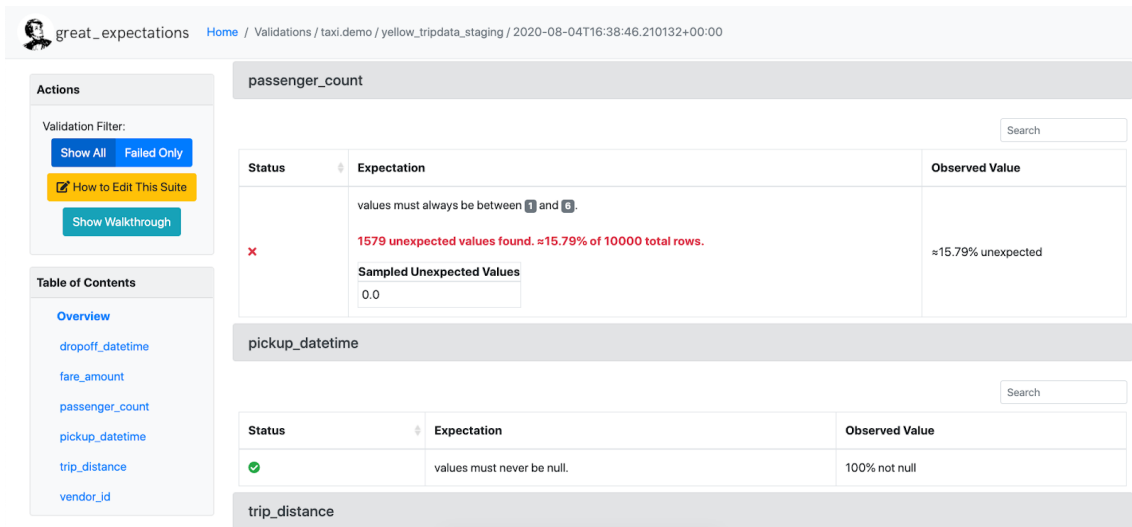 great_expectations Home / Validations / taxi.demo / yellow_tripdata_staging / 2020-08-04T16:38:46.210132+00:00
Actions
Validation Filter:
Show All Failed Only
How to Edit This Suite
Show Walkthrough
Table of Contents
Overview
dropoff_datetime
fare_amount
passenger_count
pickup_datetime
trip_distance
vendor_id
passenger_count
Search
Status Expectation Observed Value
values must always be between 1 and 6.
1579 unexpected values found. ≈15.79% of 10000 total rows.
≈15.79% unexpected
Sampled Unexpected Values
0.0
pickup_datetime
Search
Status Expectation Observed Value
values must never be null. 100% not null
trip_distance